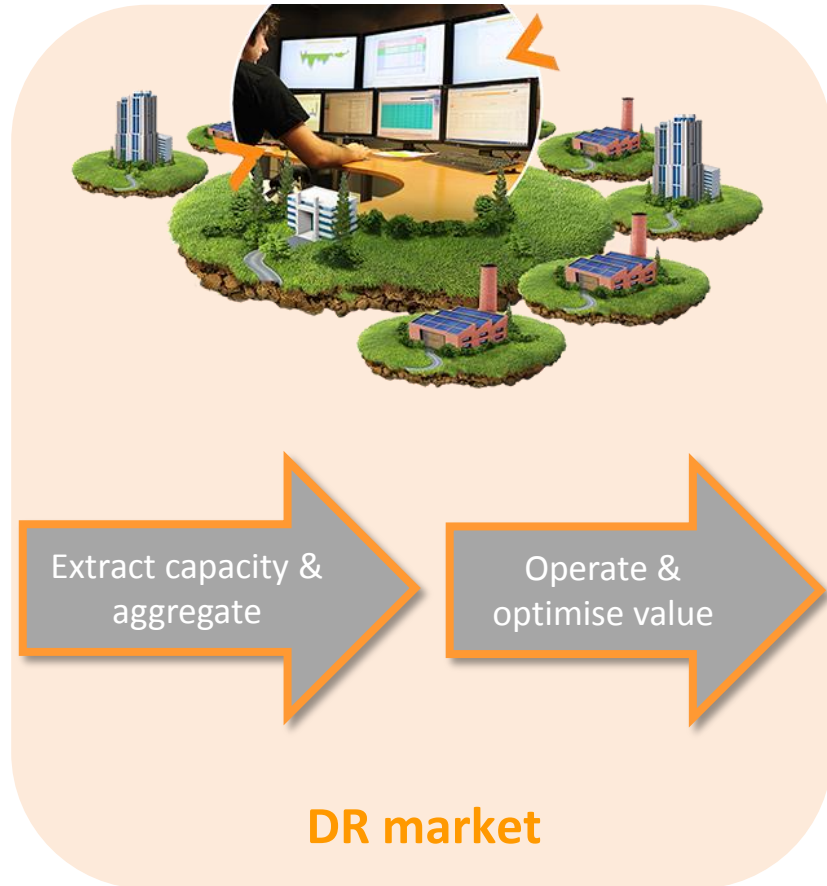 Extract capacity &
aggregate
Operate &
optimise value
DR market